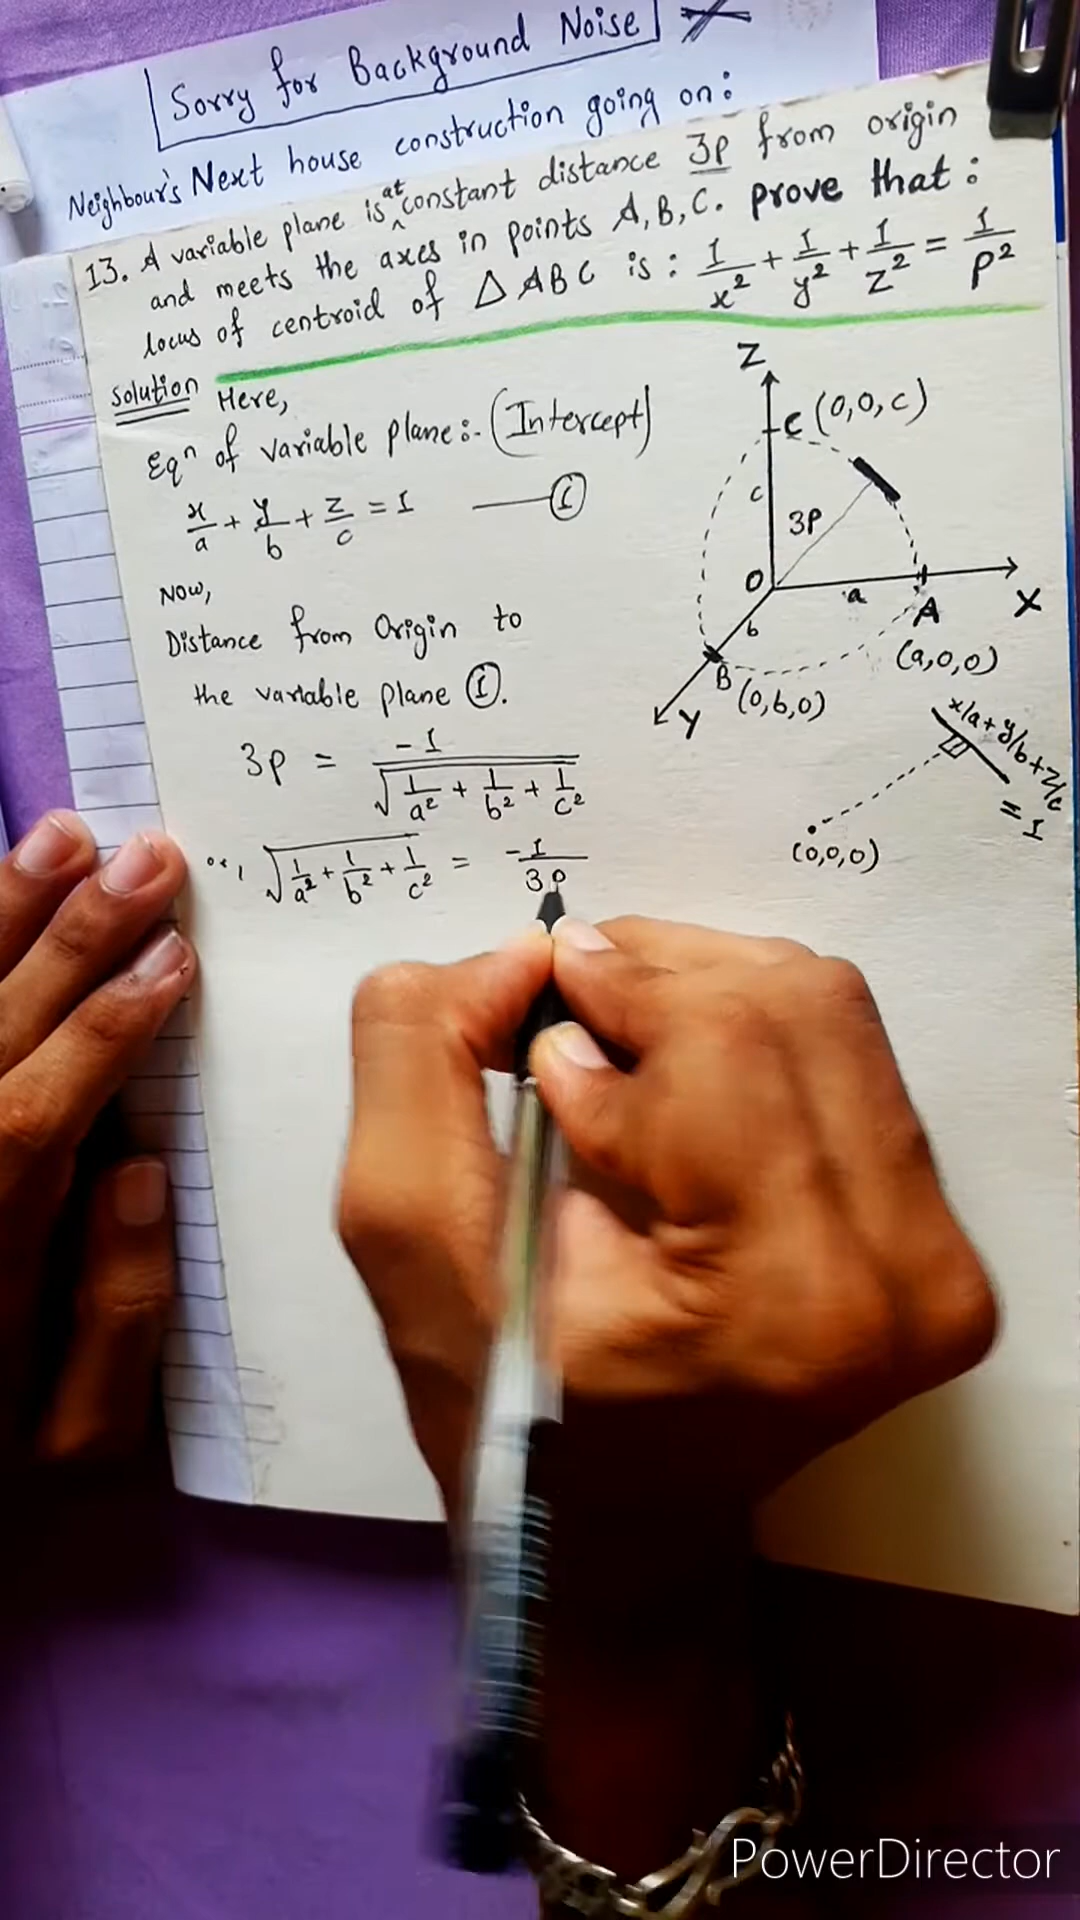 Sorry for Background Noise
Neighbour's Next house construction going on:
13. A variable plane is at constant distance 3P from origin
and meets the axes in points A, B, C. prove that:
locus of centroid of △ ABC is: 1/x² + 1/y² + 1/z² = 1/P²
Solution Here,
Eqⁿ of variable plane:- (Intercept)
x/a + y/b + z/c = 1 —— (I)
Now,
Distance from Origin to
the variable plane (I).
3P = -1/√(1/a² + 1/b² + 1/c²)
or, √(1/a² + 1/b² + 1/c²) = -1/3P
Z
C (0,0,c)
c
3P
O
a
A
X
(a,0,0)
b
B (0,b,0)
Y
x/a + y/b + z/c
= 1
(0,0,0)
PowerDirector